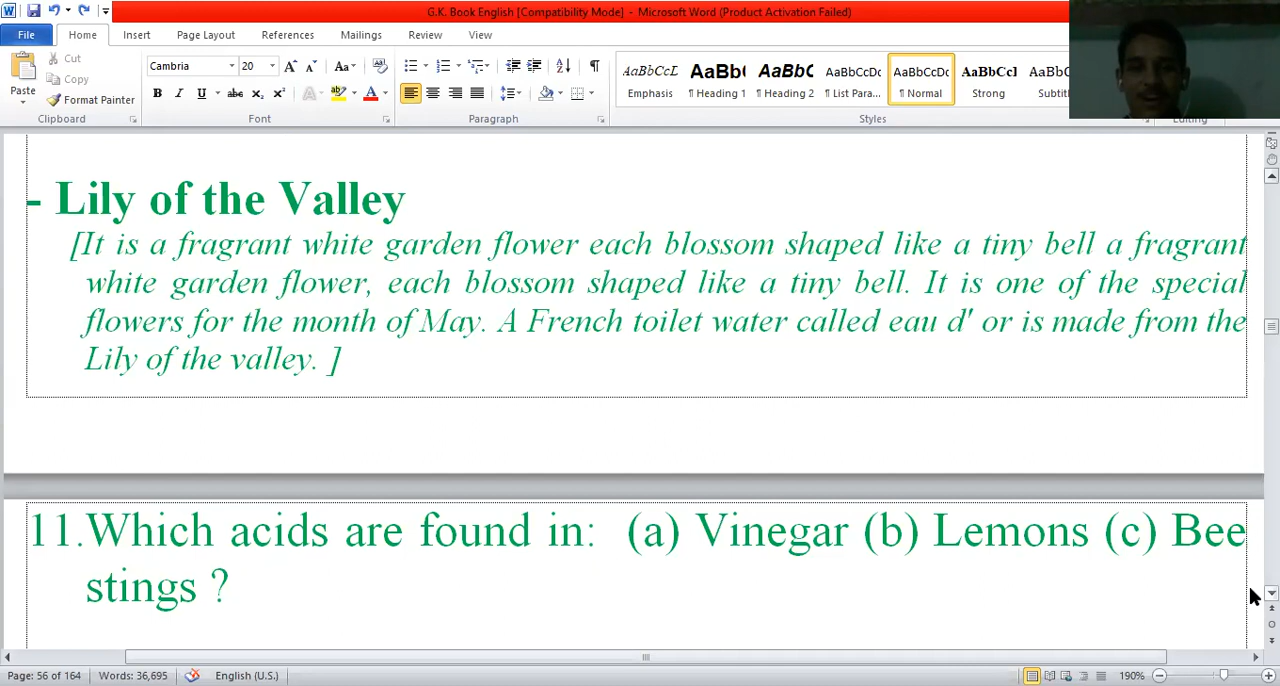 G.K. Book English [Compatibility Mode] - Microsoft Word (Product Activation Failed)
File Home Insert Page Layout References Mailings Review View
Cut
Copy
Format Painter
Paste
Cambria 20
AaBbCcL AaBb( AaBbC AaBbCcDc AaBbCcDc AaBbCcI AaBb
Emphasis ¶ Heading 1 ¶ Heading 2 ¶ List Para... ¶ Normal Strong Subtit
Clipboard Font Paragraph Styles Editing
- Lily of the Valley
[It is a fragrant white garden flower each blossom shaped like a tiny bell a fragrant
white garden flower, each blossom shaped like a tiny bell. It is one of the special
flowers for the month of May. A French toilet water called eau d' or is made from the
Lily of the valley. ]
11.Which acids are found in: (a) Vinegar (b) Lemons (c) Bee
stings ?
Page: 56 of 164 Words: 36,695 English (U.S.) 190%